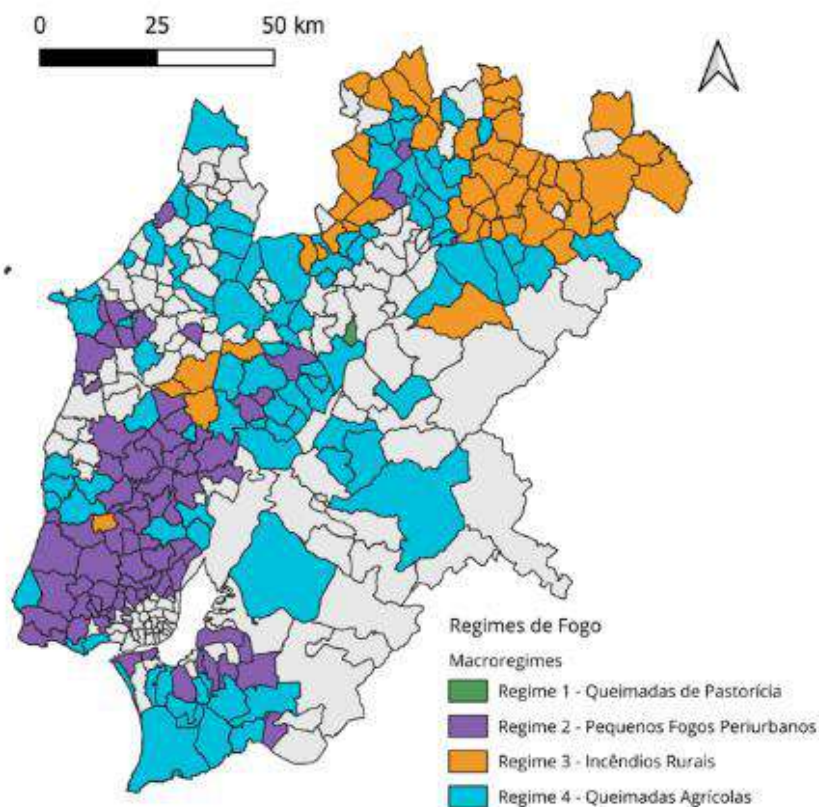 0 25 50 km
Regimes de Fogo
Macroregimes
Regime 1 - Queimadas de Pastorícia
Regime 2 - Pequenos Fogos Periurbanos
Regime 3 - Incêndios Rurais
Regime 4 - Queimadas Agrícolas